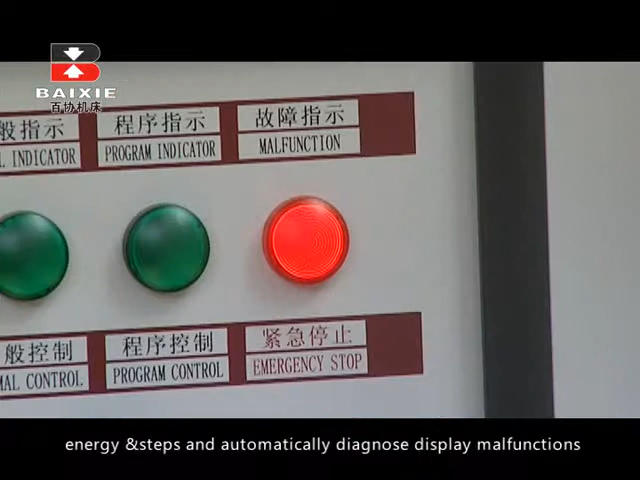 BAIXIE
百协机床
般指示
程序指示
故障指示
L INDICATOR
PROGRAM INDICATOR
MALFUNCTION
般控制
程序控制
紧急停止
MAL CONTROL
PROGRAM CONTROL
EMERGENCY STOP
energy &steps and automatically diagnose display malfunctions